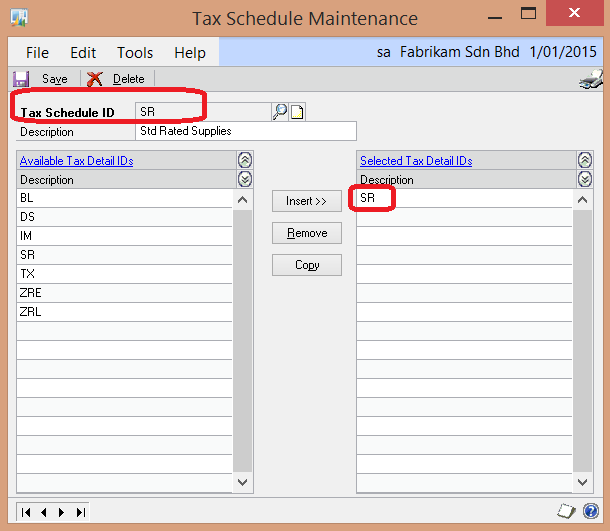 Tax Schedule Maintenance
File Edit Tools Help sa Fabrikam Sdn Bhd 1/01/2015
Save Delete
Tax Schedule ID SR
Description Std Rated Supplies
Available Tax Detail IDs
Description
BL
DS
IM
SR
TX
ZRE
ZRL
Insert >>
Remove
Copy
Selected Tax Detail IDs
Description
SR